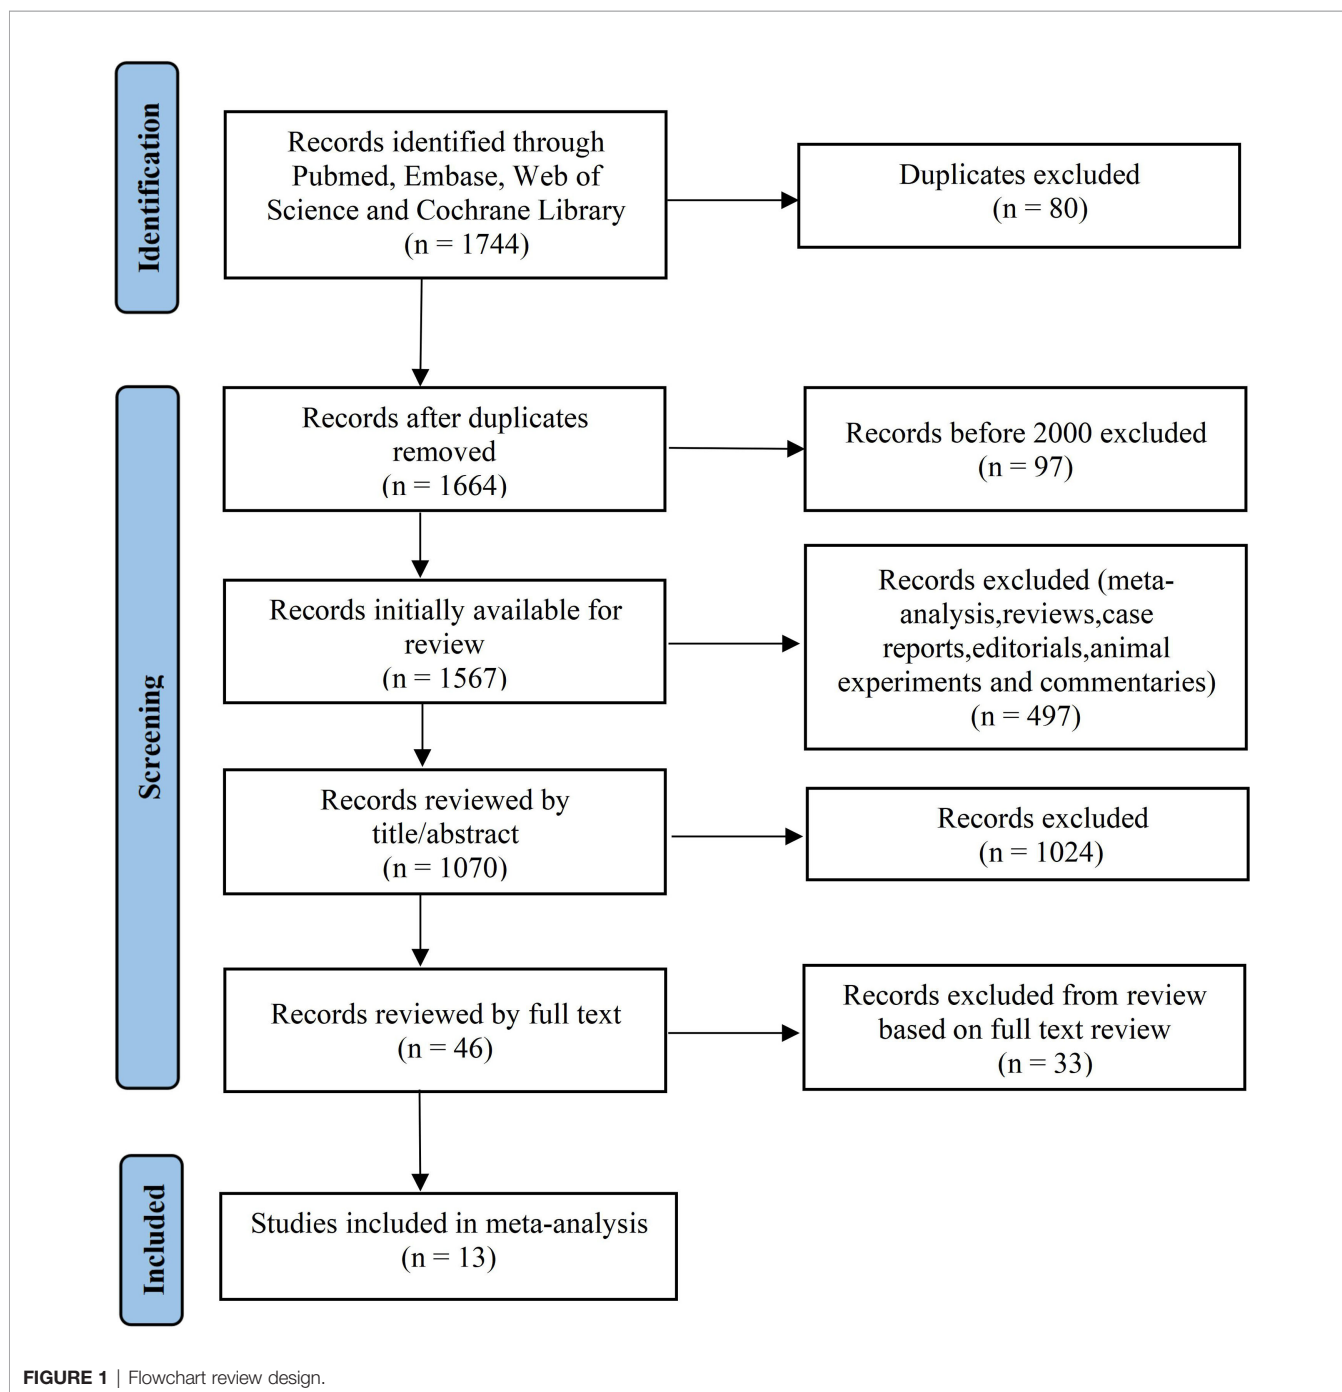 Identification
Records identified through
Pubmed, Embase, Web of
Science and Cochrane Library
(n = 1744)
Duplicates excluded
(n = 80)
Screening
Records after duplicates
removed
(n = 1664)
Records before 2000 excluded
(n = 97)
Records initially available for
review
(n = 1567)
Records excluded (meta-
analysis,reviews,case
reports,editorials,animal
experiments and commentaries)
(n = 497)
Records reviewed by
title/abstract
(n = 1070)
Records excluded
(n = 1024)
Records reviewed by full text
(n = 46)
Records excluded from review
based on full text review
(n = 33)
Included
Studies included in meta-analysis
(n = 13)
FIGURE 1 | Flowchart review design.